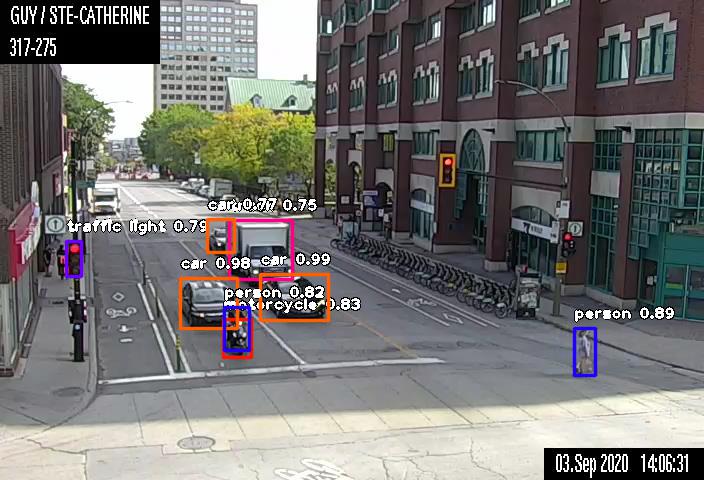 GUY / STE-CATHERINE
317-275
car 0.77
0.75
traffic light 0.79
car 0.98
car 0.99
person 0.82
motorcycle 0.83
person 0.89
03.Sep 2020 14:06:31